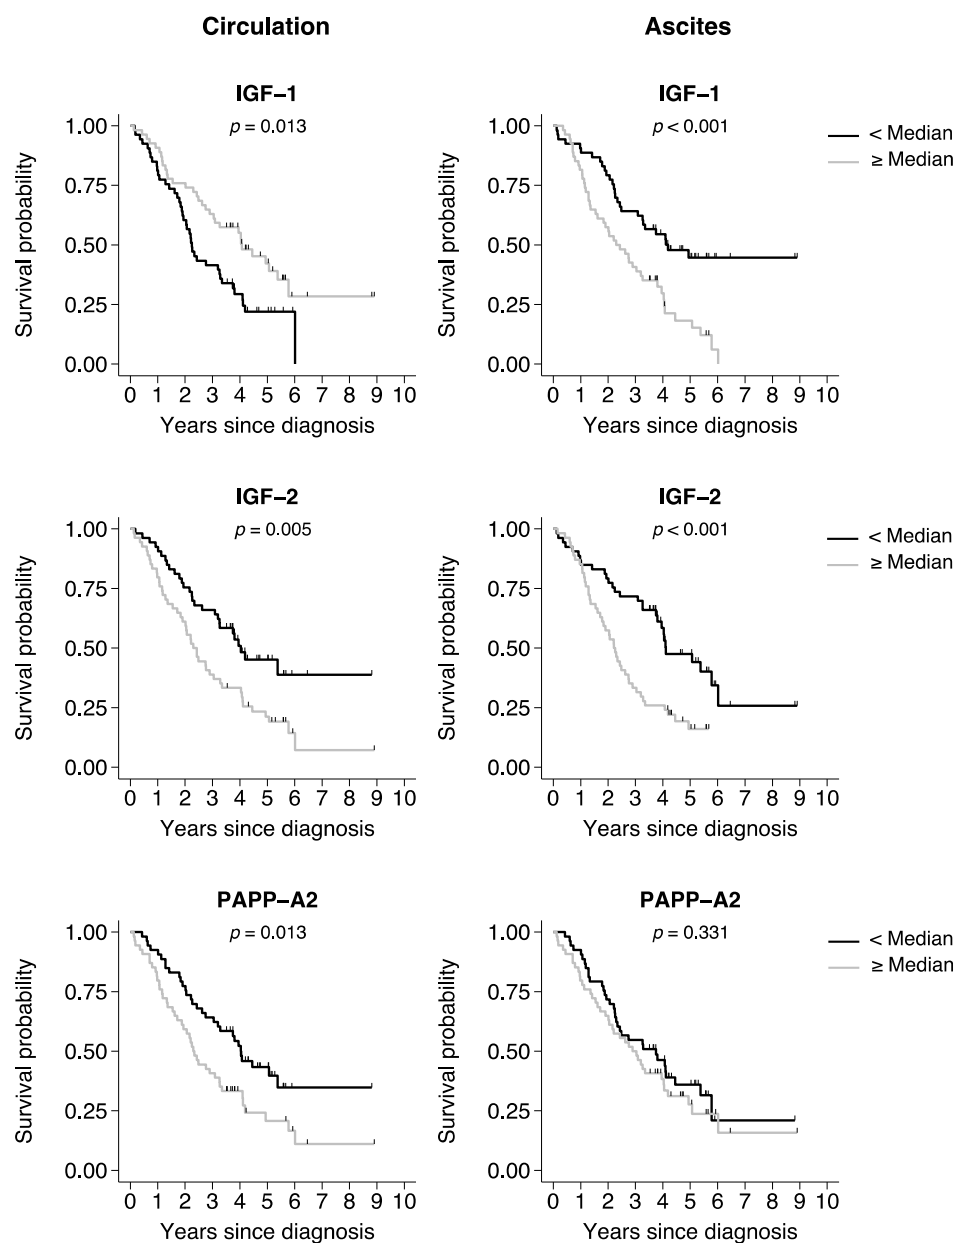 Circulation
Ascites
IGF–1
p = 0.013
1.00
0.75
0.50
0.25
0.00
Survival probability
0 1 2 3 4 5 6 7 8 9 10
Years since diagnosis
IGF–1
p < 0.001
1.00
0.75
0.50
0.25
0.00
Survival probability
0 1 2 3 4 5 6 7 8 9 10
Years since diagnosis
< Median
≥ Median
IGF–2
p = 0.005
1.00
0.75
0.50
0.25
0.00
Survival probability
0 1 2 3 4 5 6 7 8 9 10
Years since diagnosis
IGF–2
p < 0.001
1.00
0.75
0.50
0.25
0.00
Survival probability
0 1 2 3 4 5 6 7 8 9 10
Years since diagnosis
< Median
≥ Median
PAPP–A2
p = 0.013
1.00
0.75
0.50
0.25
0.00
Survival probability
0 1 2 3 4 5 6 7 8 9 10
Years since diagnosis
PAPP–A2
p = 0.331
1.00
0.75
0.50
0.25
0.00
Survival probability
0 1 2 3 4 5 6 7 8 9 10
Years since diagnosis
< Median
≥ Median